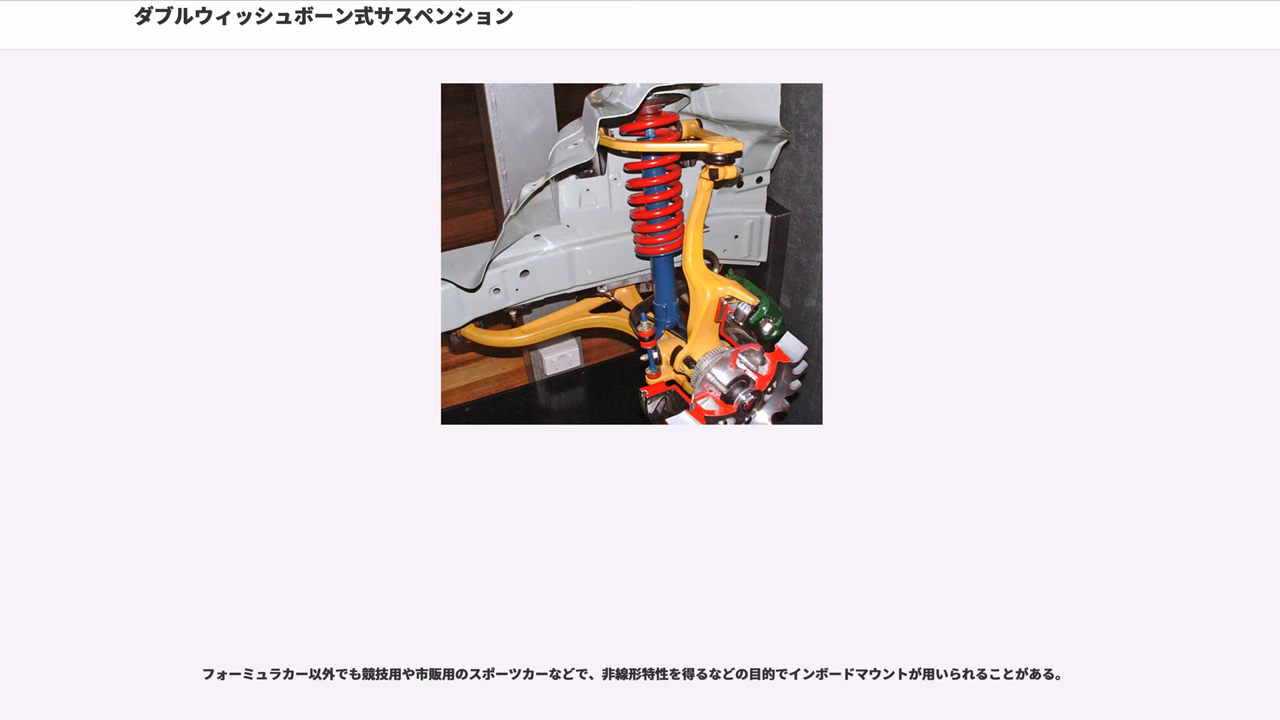 ダブルウィッシュボーン式サスペンション
フォーミュラカー以外でも競技用や市販用のスポーツカーなどで、非線形特性を得るなどの目的でインボードマウントが用いられることがある。